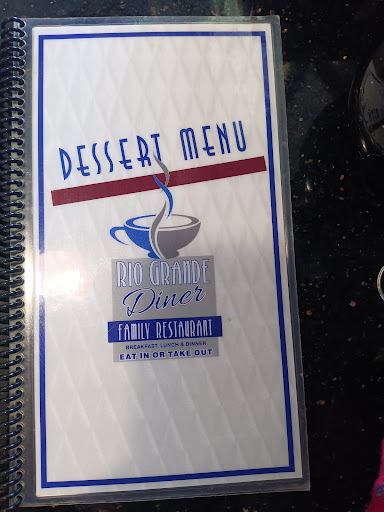 DESSERT MENU
RIO GRANDE
Diner
FAMILY RESTAURANT
BREAKFAST, LUNCH & DINNER
EAT IN OR TAKE OUT